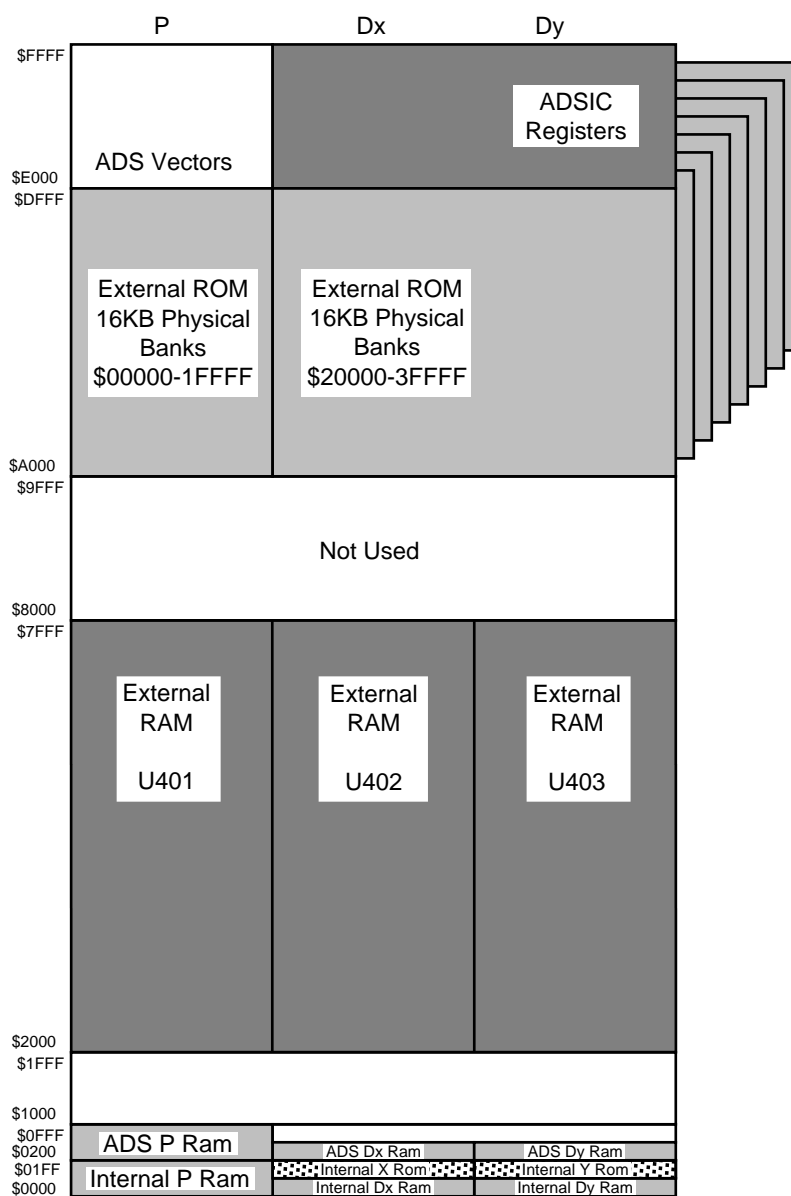 P Dx Dy
$FFFF
ADSIC
Registers
ADS Vectors
$E000
$DFFF
External ROM
16KB Physical
Banks
$00000-1FFFF
External ROM
16KB Physical
Banks
$20000-3FFFF
$A000
$9FFF
Not Used
$8000
$7FFF
External
RAM
U401
External
RAM
U402
External
RAM
U403
$2000
$1FFF
$1000
$0FFF
ADS P Ram
ADS Dx Ram
ADS Dy Ram
$0200
$01FF
Internal X Rom
Internal Y Rom
Internal P Ram
$0000
Internal Dx Ram
Internal Dy Ram